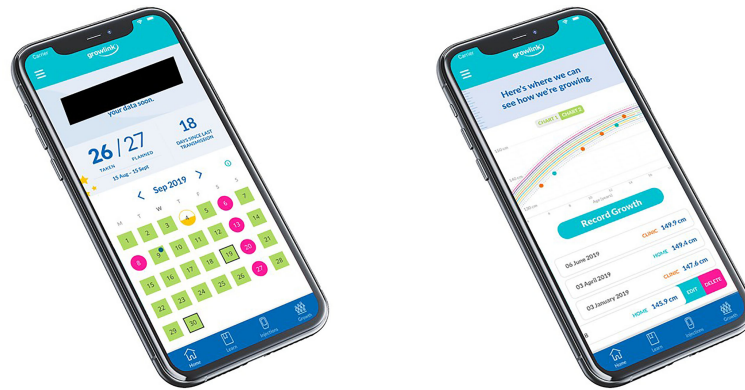 Carrier
growlink
Your data soon.
26/27
TAKEN
PLANNED
15 Aug - 15 Sept
18
DAYS SINCE LAST
TRANSMISSION
Sep 2019
M T W T F S S
1 2 3 4 5 6 7
8 9 10 11 12 13 14
15 16 17 18 19 20 21
22 23 24 25 26 27 28
29 30
Home
Learn
Injections
Growth
Carrier
growlink
Here's where we can
see how we're growing.
CHART 1
CHART 2
Age (years)
Record Growth
06 June 2019
CLINIC 149.9 cm
03 April 2019
HOME 149.4 cm
03 January 2019
CLINIC 147.6 cm
HOME 145.9 cm
EDIT
DELETE
Home
Learn
Injections
Growth